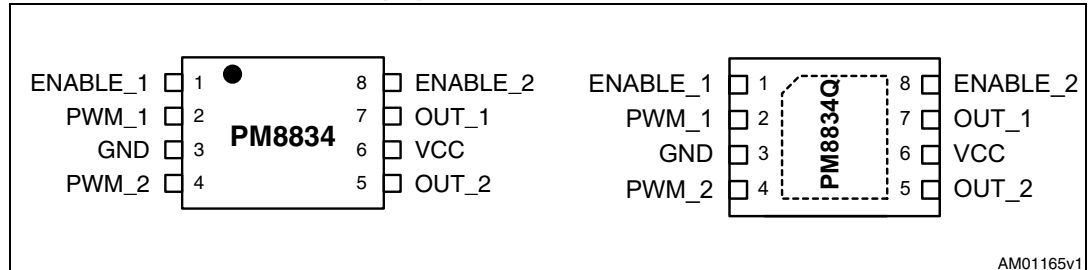 ENABLE_1 1 8 ENABLE_2
PWM_1 2 7 OUT_1
GND 3 PM8834 6 VCC
PWM_2 4 5 OUT_2
ENABLE_1 1 8 ENABLE_2
PWM_1 2 7 OUT_1
GND 3 PM8834Q 6 VCC
PWM_2 4 5 OUT_2
AM01165v1